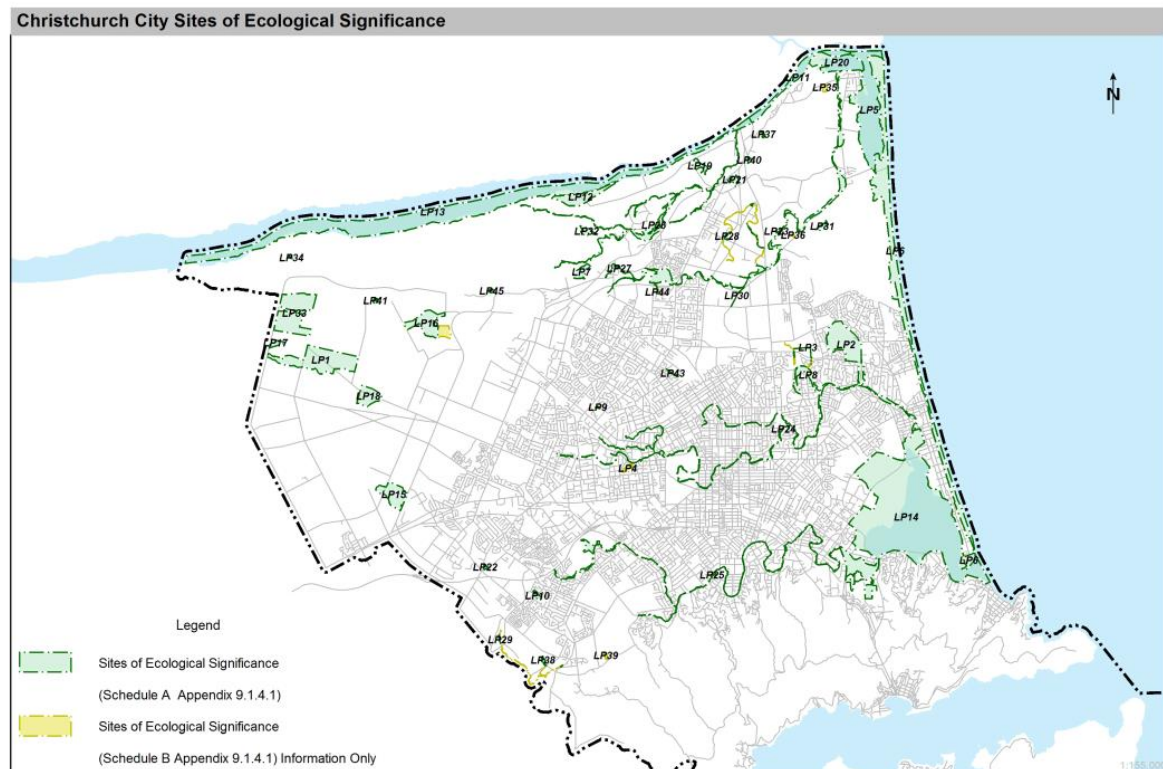 Christchurch City Sites of Ecological Significance
LP20
LP11
LP35
N
LP5
LP37
LP40
LP19
LP21
LP12
LP13
LP31
LP28
LP36
LP32
LP6
LP34
LP7
LP27
LP44
LP30
LP45
LP41
LP33
LP16
LP17
LP3
LP2
LP1
LP43
LP8
LP18
LP9
LP24
LP4
LP15
LP14
LP22
LP25
LP6
LP10
Legend
LP29
LP38
LP39
Sites of Ecological Significance
(Schedule A Appendix 9.1.4.1)
Sites of Ecological Significance
(Schedule B Appendix 9.1.4.1) Information Only